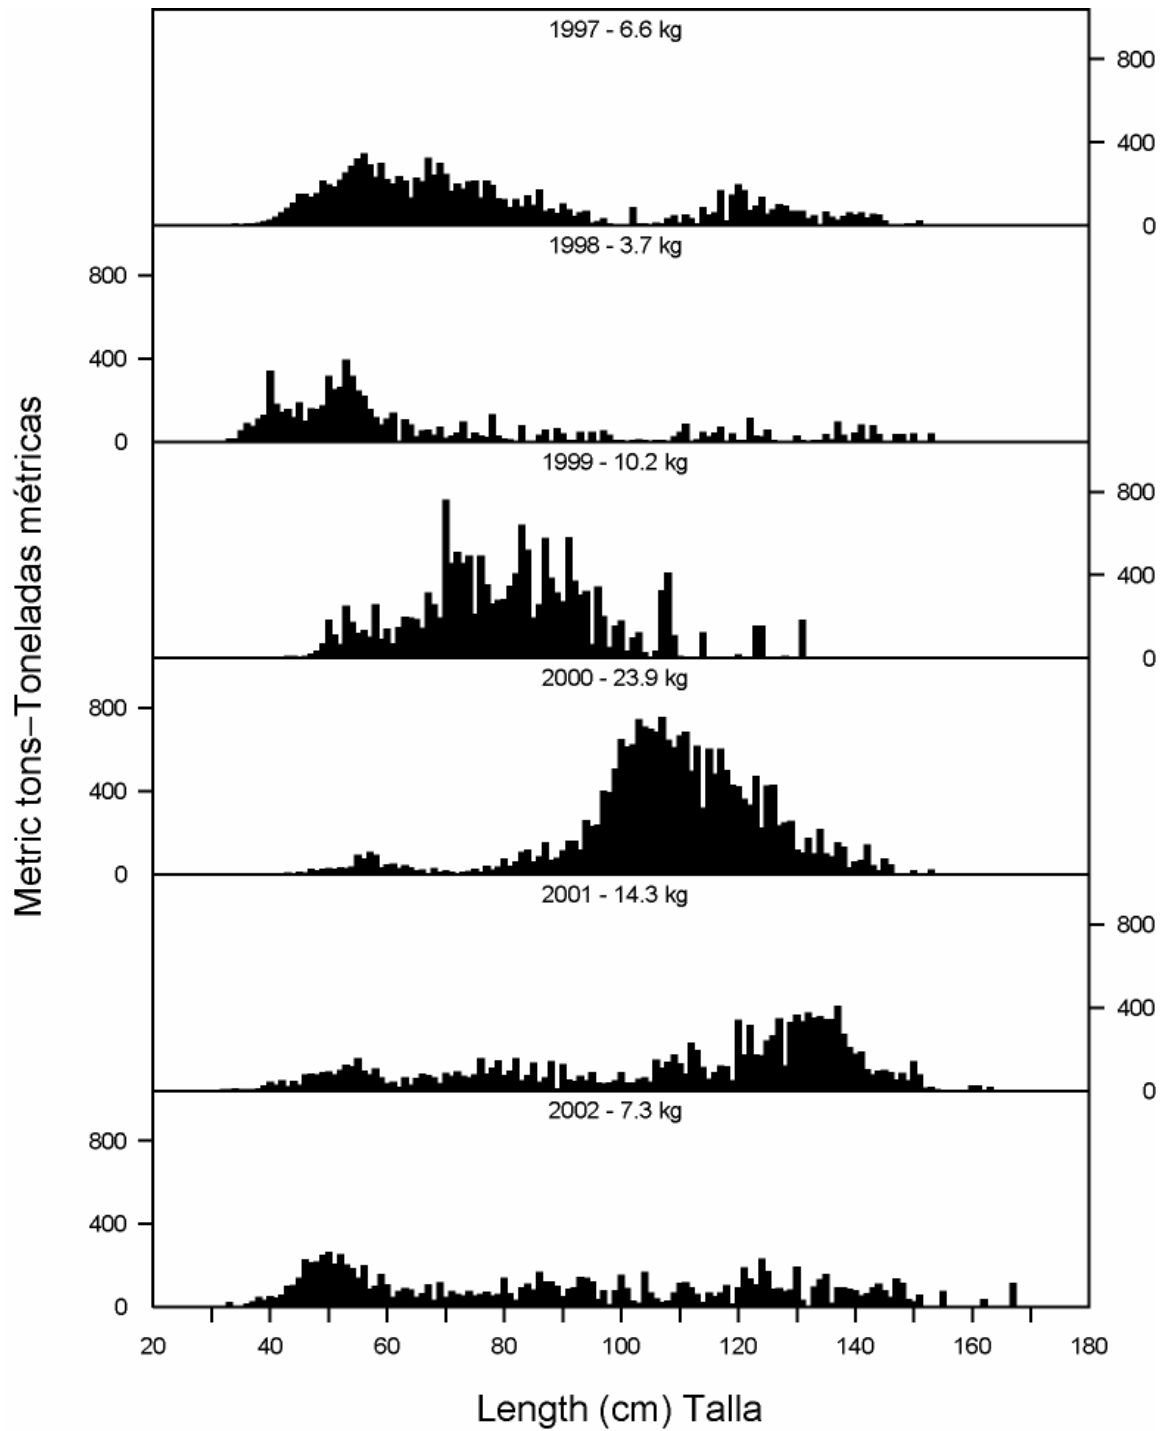 1997 - 6.6 kg
800
400
0
1998 - 3.7 kg
800
400
0
1999 - 10.2 kg
800
400
0
2000 - 23.9 kg
800
400
0
2001 - 14.3 kg
800
400
0
2002 - 7.3 kg
800
400
0
Metric tons–Toneladas métricas
20 40 60 80 100 120 140 160 180
Length (cm) Talla